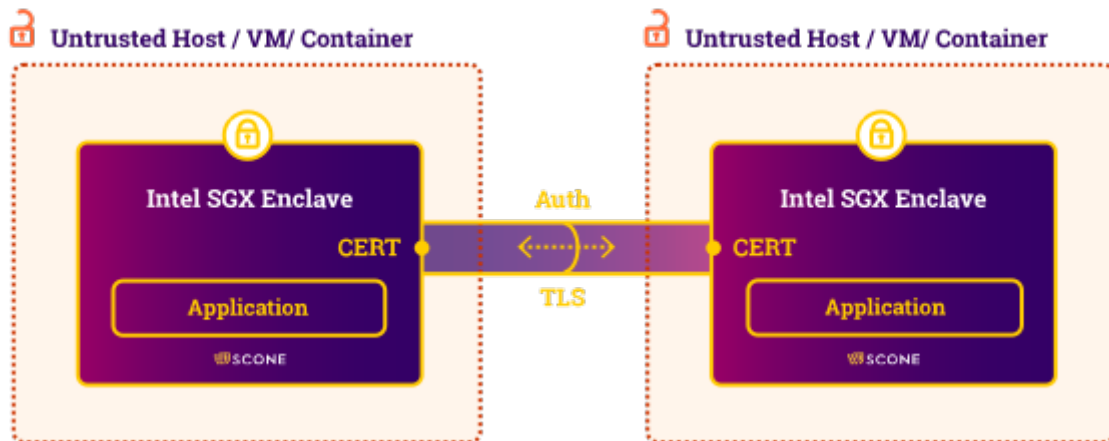 Untrusted Host / VM/ Container
Untrusted Host / VM/ Container
Intel SGX Enclave
CERT
Application
SCONE
Auth
TLS
Intel SGX Enclave
CERT
Application
SCONE